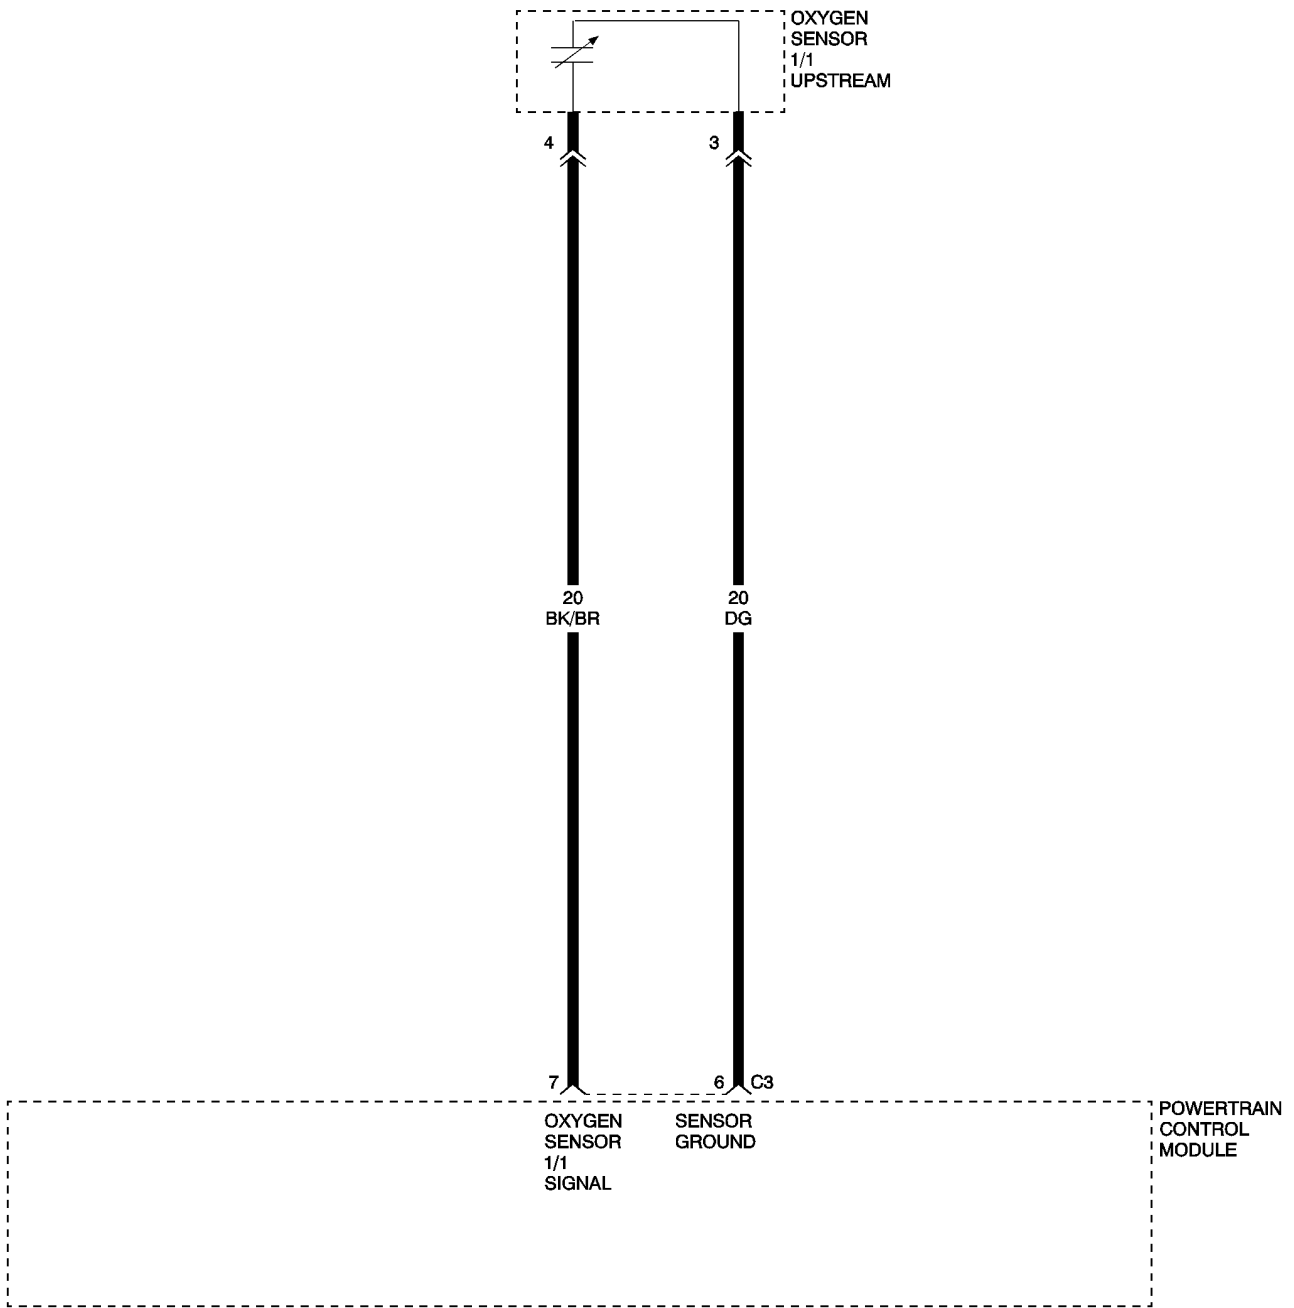 OXYGEN
SENSOR
1/1
UPSTREAM
4
3
20
BK/BR
20
DG
7
6
C3
OXYGEN
SENSOR
1/1
SIGNAL
SENSOR
GROUND
POWERTRAIN
CONTROL
MODULE